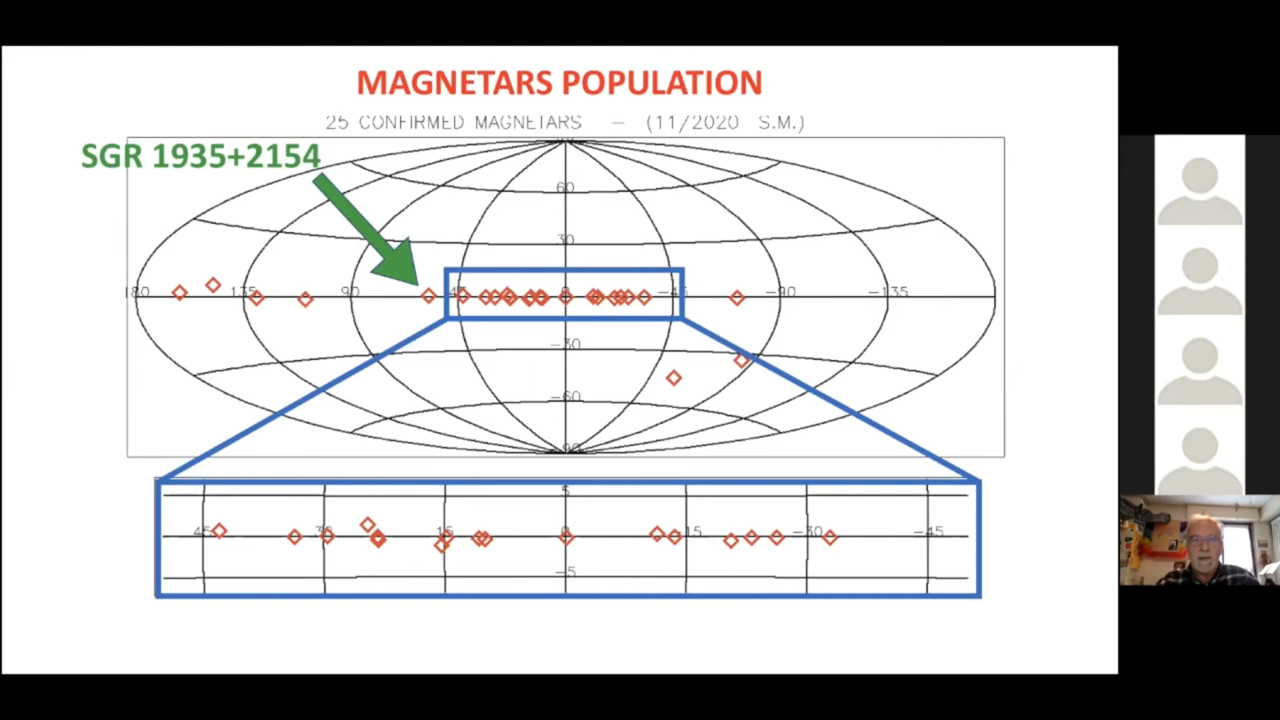 MAGNETARS POPULATION
25 CONFIRMED MAGNETARS — (11/2020 S.M.)
SGR 1935+2154
60
30
180 135 90 45 0 -45 -90 -135
-30
-60
-90
5
45 30 15 0 -15 -30 -45
-5